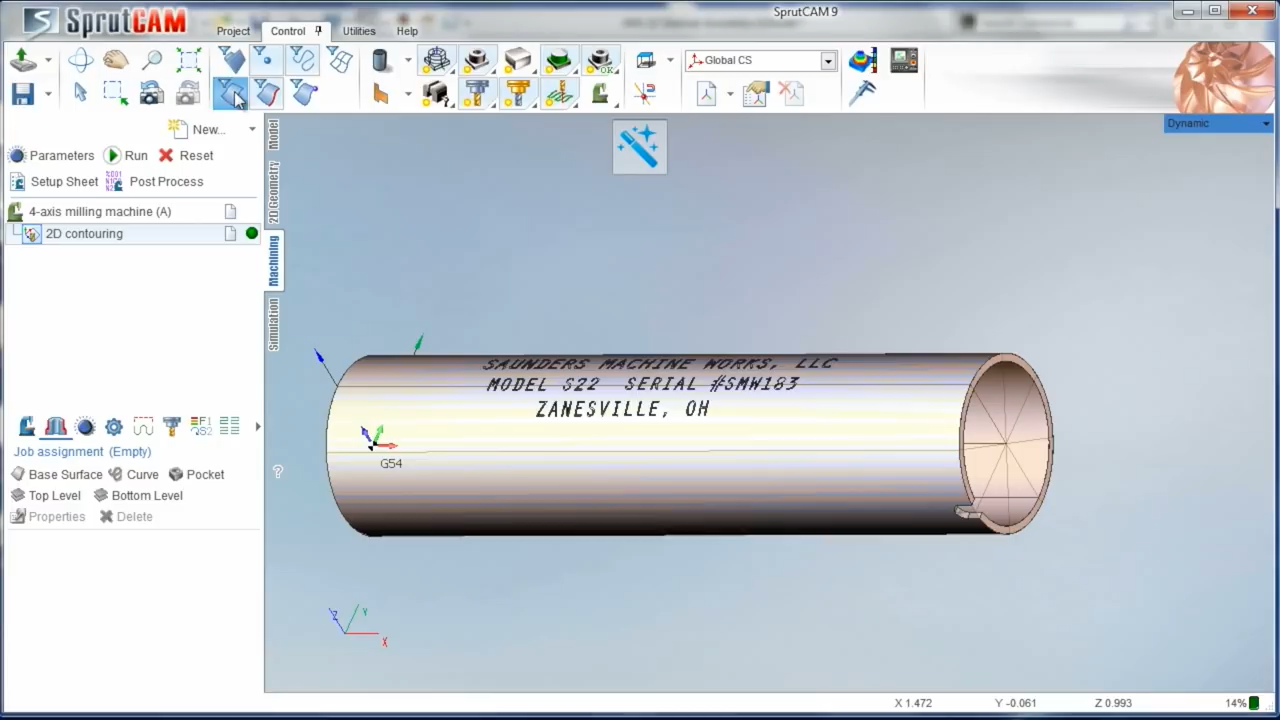 SprutCAM 9
SprutCAM
Project Control Utilities Help
OK
Global CS
New...
Parameters Run Reset
Setup Sheet Post Process
4-axis milling machine (A)
2D contouring
Model
2D Geometry
Machining
Simulation
Dynamic
SAUNDERS MACHINE WORKS, LLC
MODEL S22 SERIAL #SMW183
ZANESVILLE, OH
G54
Job assignment (Empty)
Base Surface Curve Pocket
Top Level Bottom Level
Properties Delete
?
Z Y X
X 1.472 Y -0.061 Z 0.993 14%